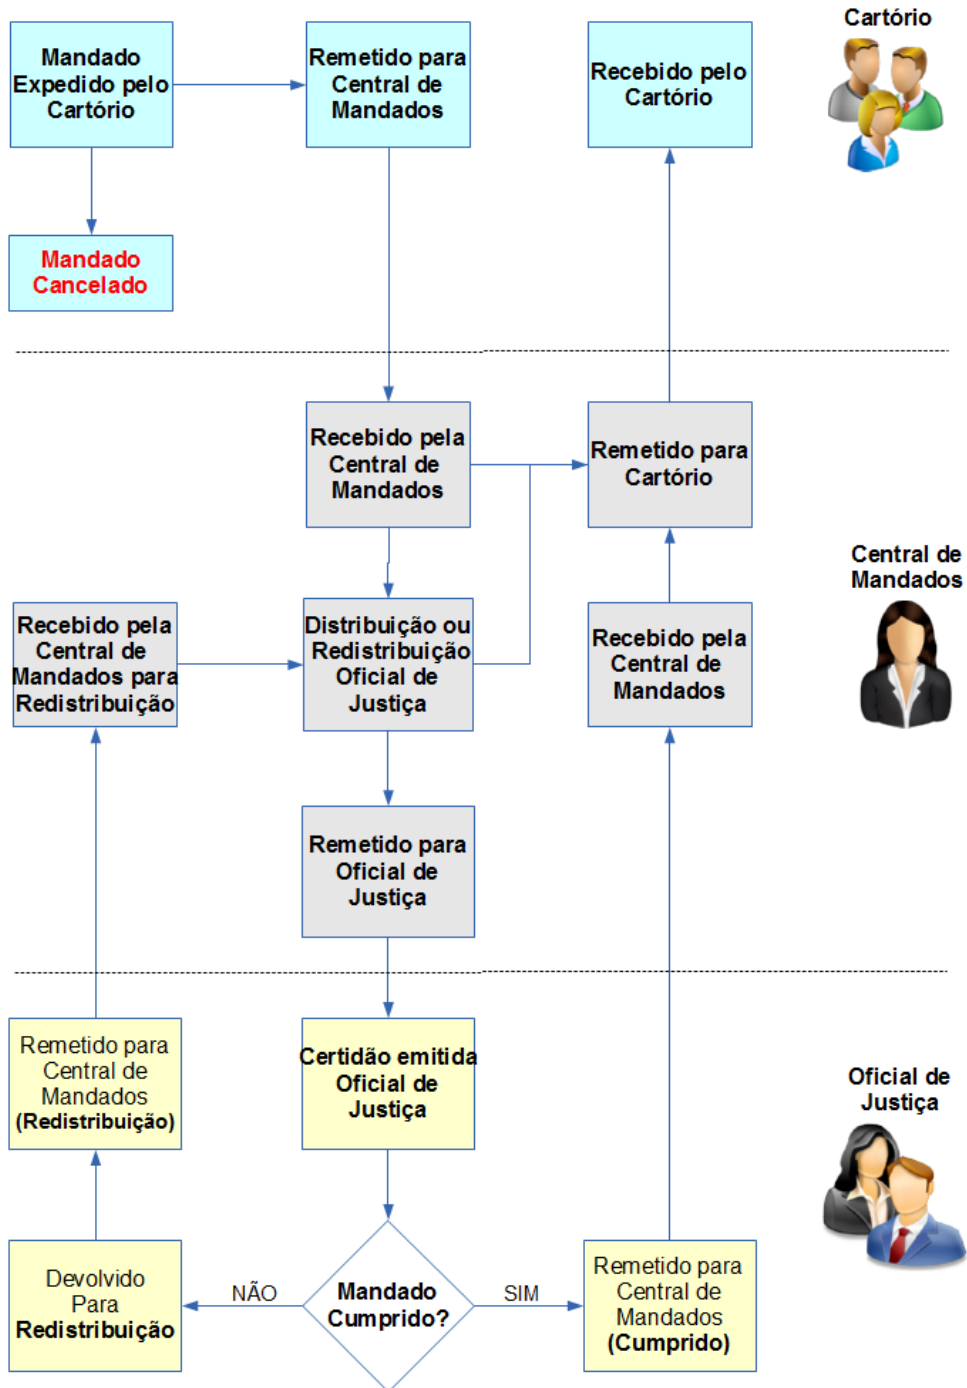 Cartório
Mandado
Expedido pelo
Cartório
Remetido para
Central de
Mandados
Recebido pelo
Cartório
Mandado
Cancelado
Recebido pela
Central de
Mandados
Remetido para
Cartório
Central de
Mandados
Recebido pela
Central de
Mandados para
Redistribuição
Distribuição ou
Redistribuição
Oficial de
Justiça
Recebido pela
Central de
Mandados
Remetido para
Oficial de
Justiça
Remetido para
Central de
Mandados
(Redistribuição)
Certidão emitida
Oficial de
Justiça
Oficial de
Justiça
Devolvido
Para
Redistribuição
NÃO
Mandado
Cumprido?
SIM
Remetido para
Central de
Mandados
(Cumprido)